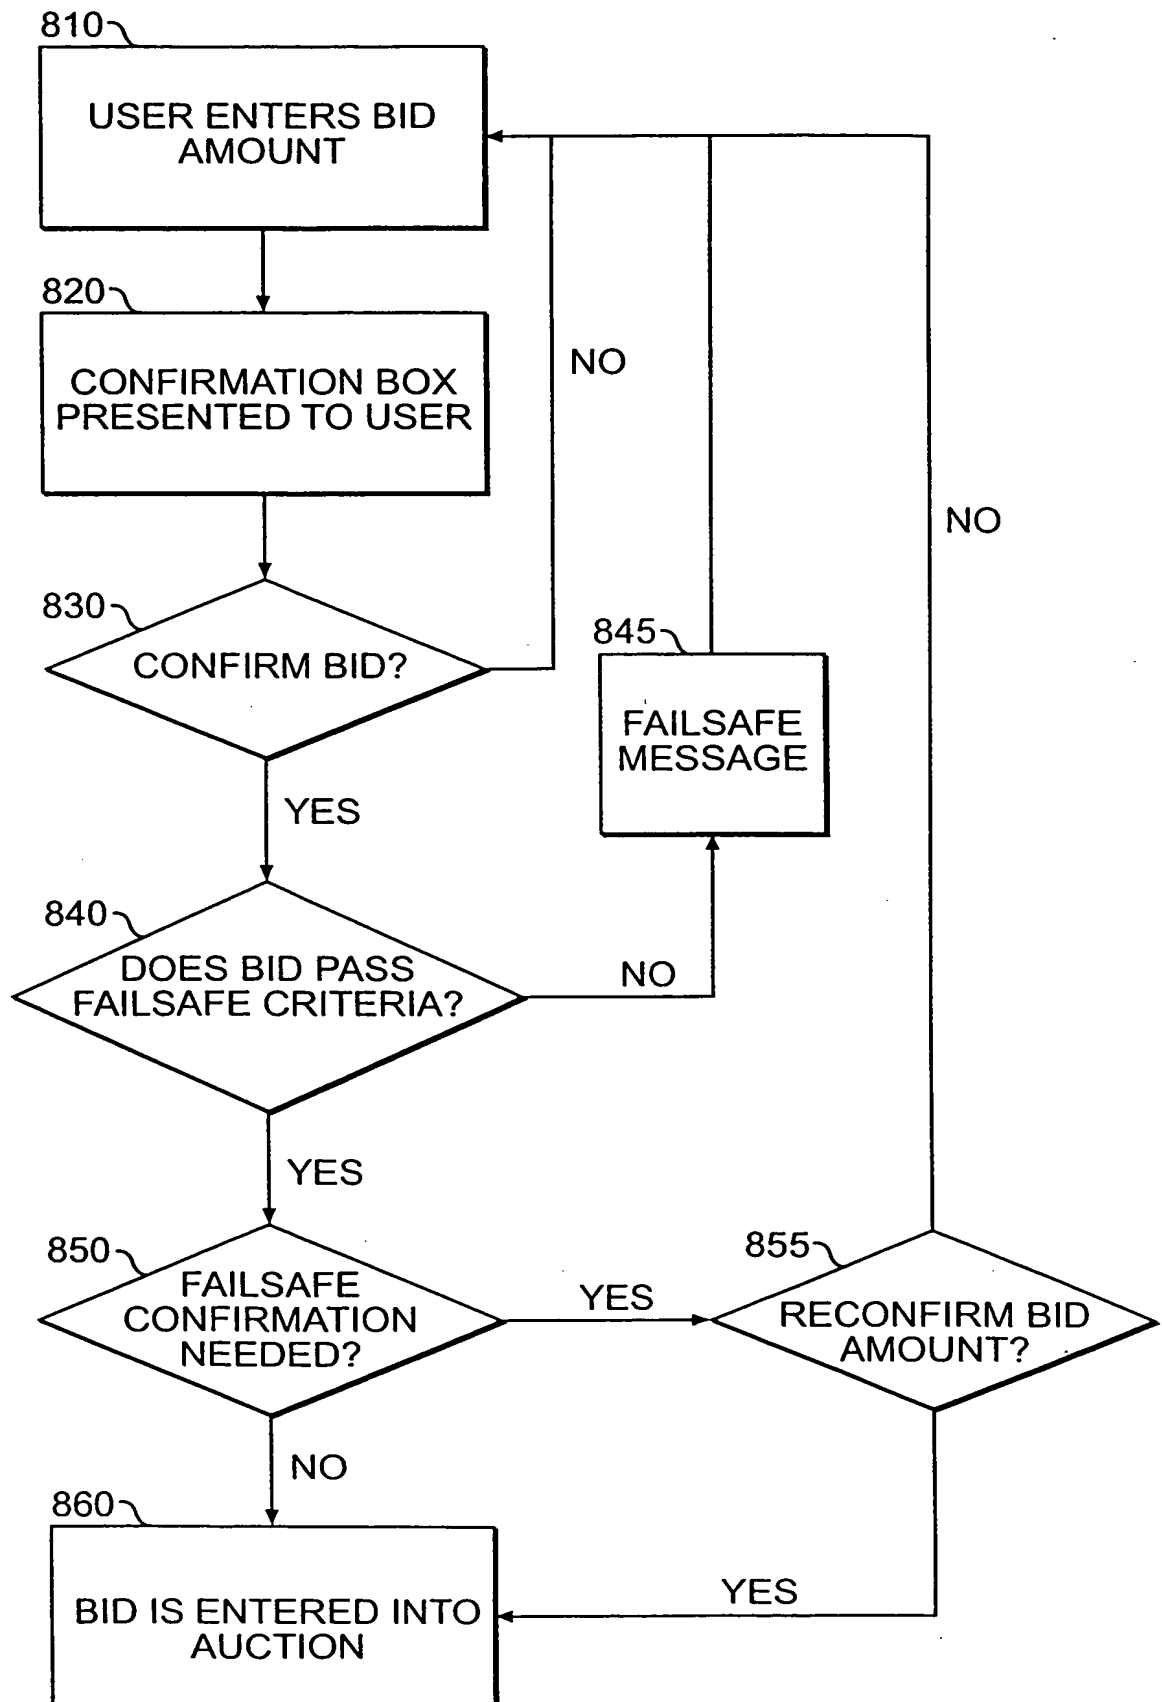 810
USER ENTERS BID
AMOUNT
820
CONFIRMATION BOX
PRESENTED TO USER
NO
NO
830
CONFIRM BID?
845
FAILSAFE
MESSAGE
YES
840
DOES BID PASS
FAILSAFE CRITERIA?
NO
YES
850
FAILSAFE
CONFIRMATION
NEEDED?
YES
855
RECONFIRM BID
AMOUNT?
NO
860
BID IS ENTERED INTO
AUCTION
YES